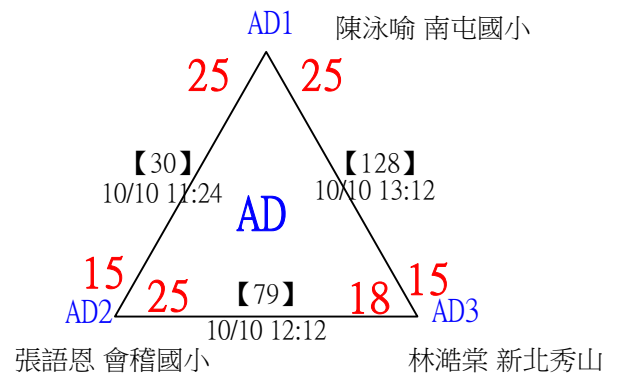 AD1 陳泳喻 南屯國小
25 25
【30】 【128】
10/10 11:24 10/10 13:12
AD
15 25 【79】 18 15
AD2 AD3
10/10 12:12
張語恩 會稽國小 林澔棠 新北秀山